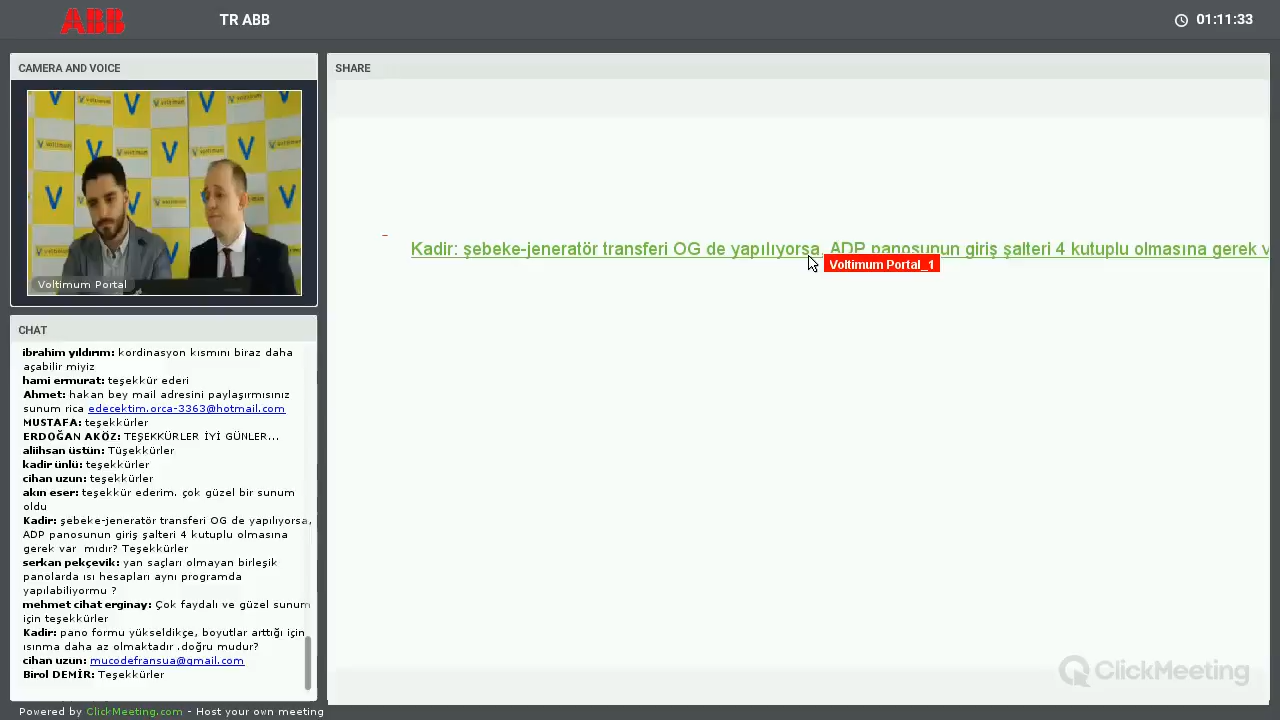 ABB
TR ABB
01:11:33
CAMERA AND VOICE
voltimum
Voltimum Portal
CHAT
ibrahim yıldırım: kordinasyon kısmını biraz daha
açabilir miyiz
hami ermurat: teşekkür ederi
Ahmet: hakan bey mail adresini paylaşırmısınız
sunum rica edecektim.orca-3363@hotmail.com
MUSTAFA: teşekkürler
ERDOĞAN AKÖZ: TEŞEKKÜRLER İYİ GÜNLER...
aliihsan üstün: Tüşekkürler
kadir ünlü: teşekkürler
cihan uzun: teşekkürler
akın eser: teşekkür ederim. çok güzel bir sunum
oldu
Kadir: şebeke-jeneratör transferi OG de yapılıyorsa,
ADP panosunun giriş şalteri 4 kutuplu olmasına
gerek var mıdır? Teşekkürler
serkan pekçevik: yan saçları olmayan birleşik
panolarda ısı hesapları aynı programda
yapılabiliyormu ?
mehmet cihat erginay: Çok faydalı ve güzel sunum
için teşekkürler
Kadir: pano formu yükseldikçe, boyutlar arttığı için
ısınma daha az olmaktadır .doğru mudur?
cihan uzun: mucodefransua@gmail.com
Birol DEMİR: Teşekkürler
Powered by ClickMeeting.com - Host your own meeting
SHARE
Kadir: şebeke-jeneratör transferi OG de yapılıyorsa, ADP panosunun giriş şalteri 4 kutuplu olmasına gerek v
Voltimum Portal_1
ClickMeeting